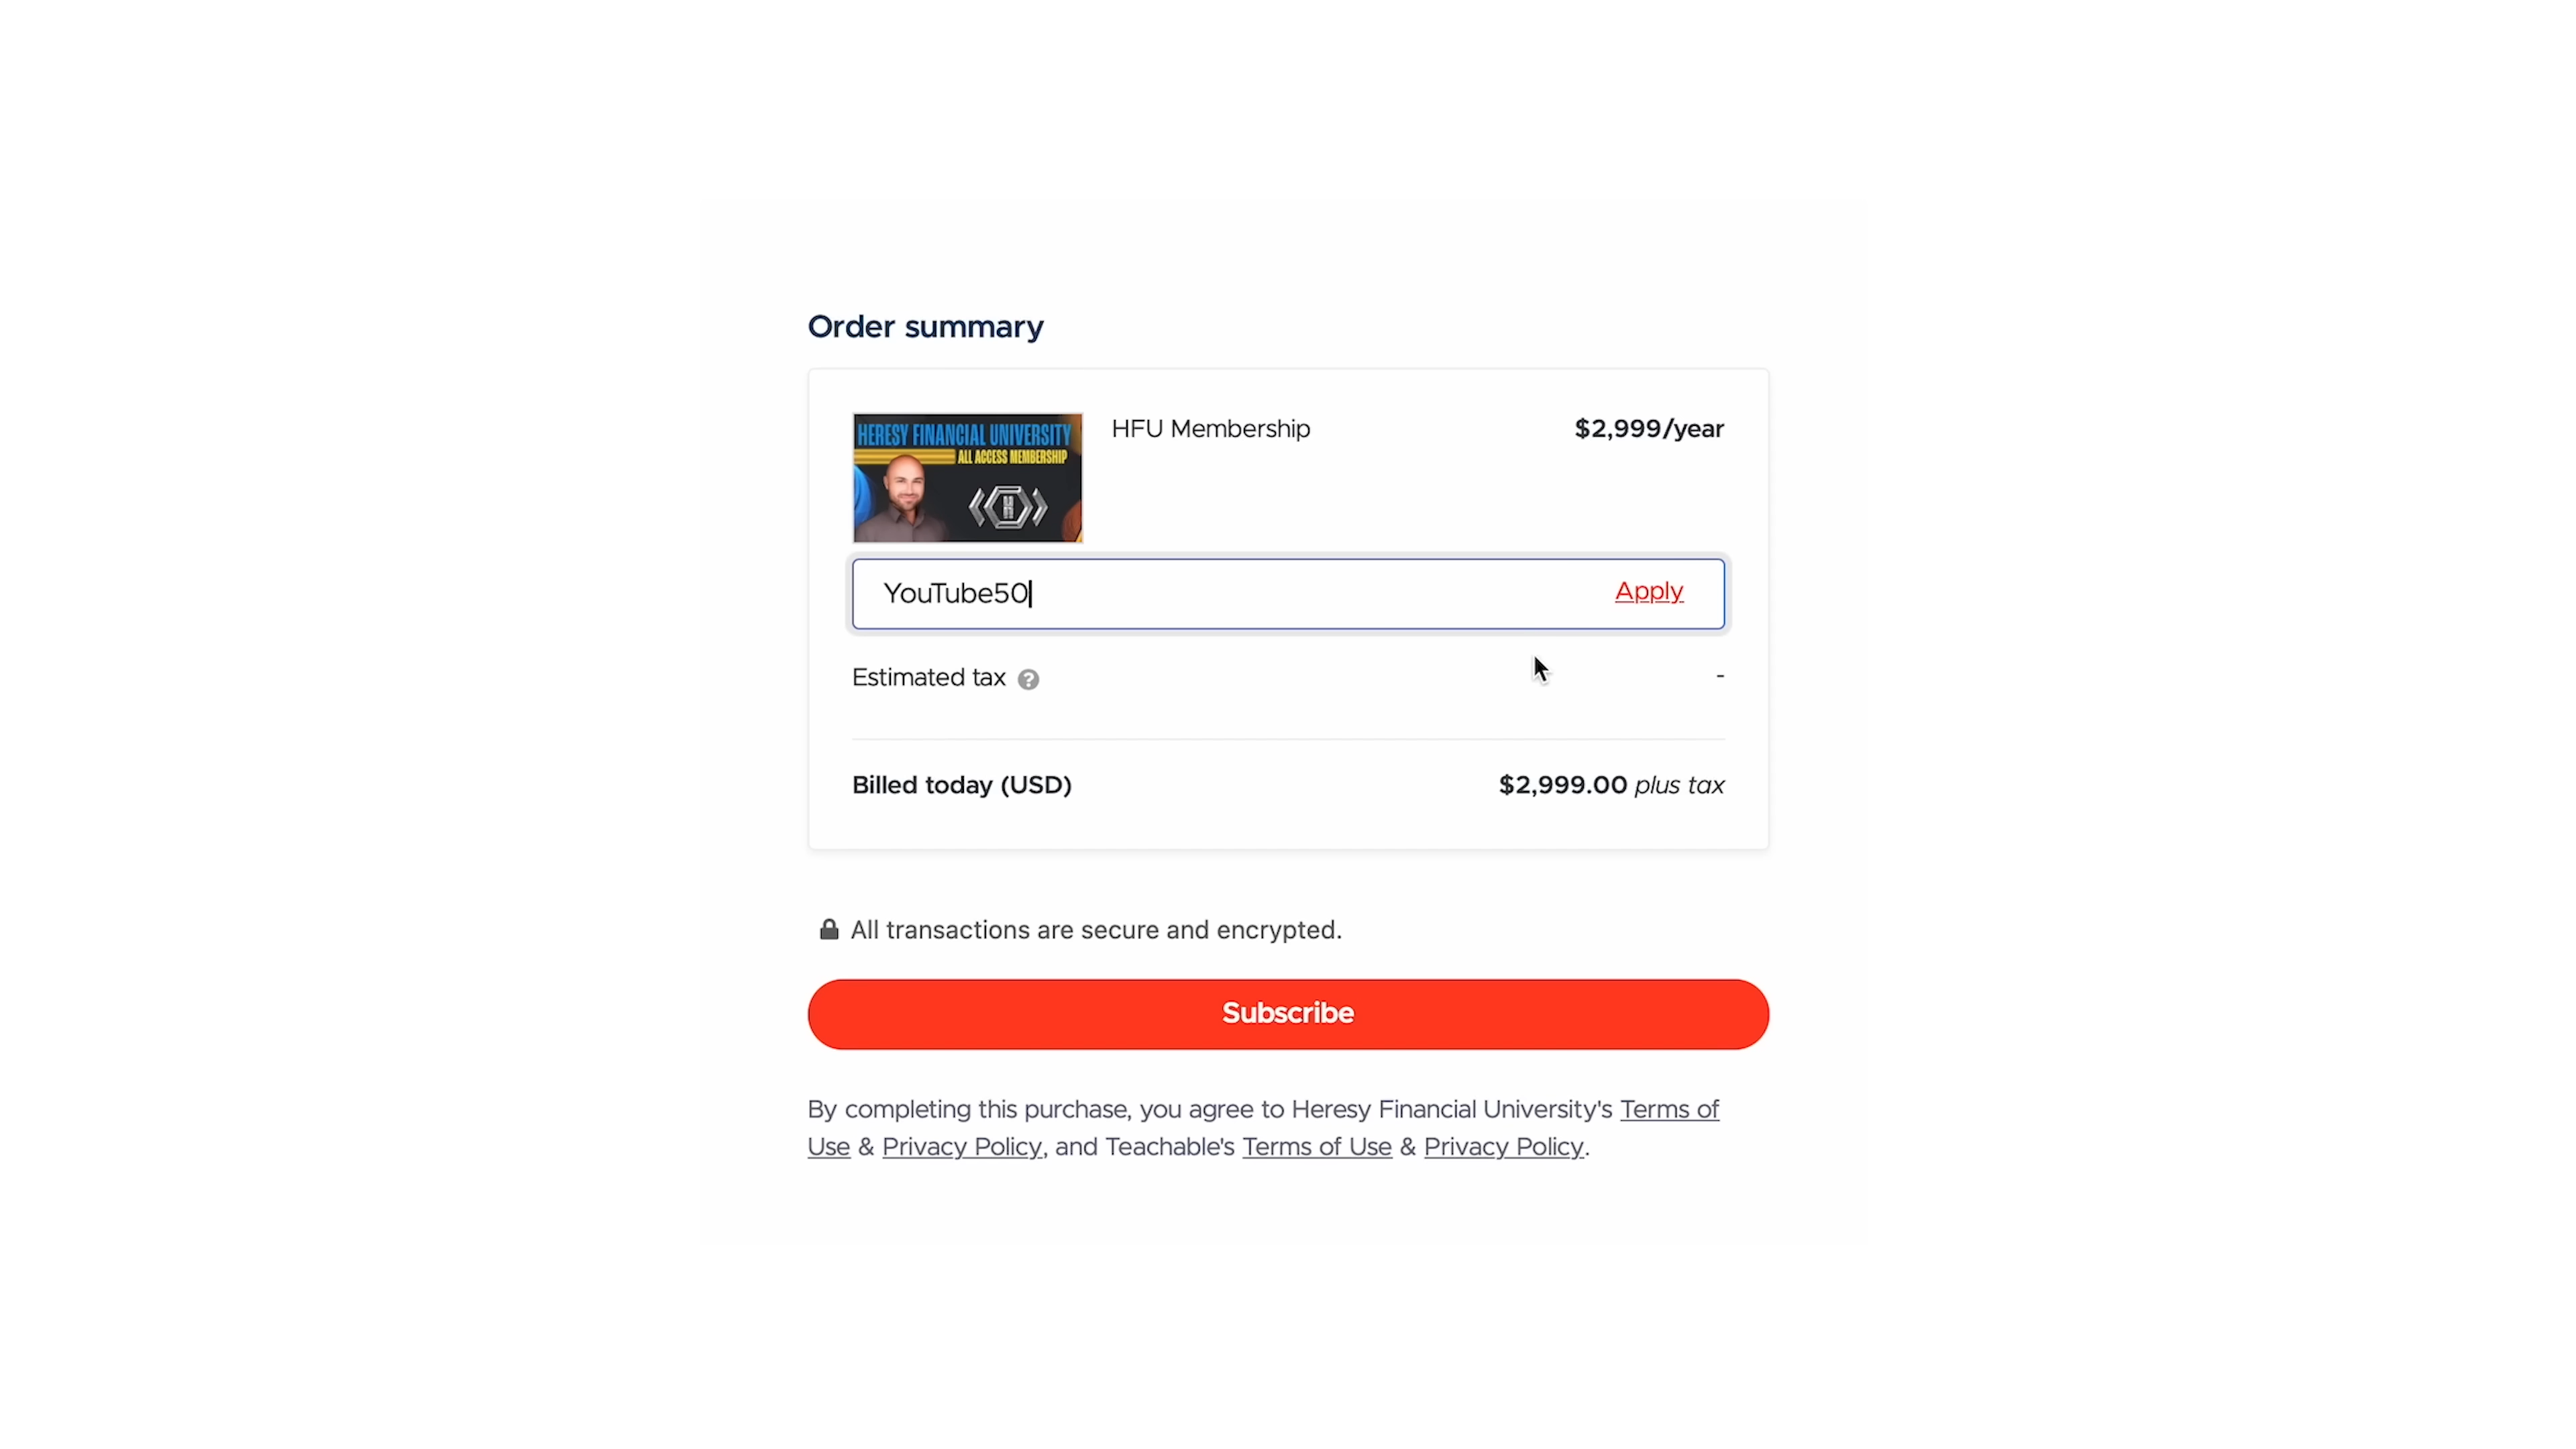 Order summary
HERESY FINANCIAL UNIVERSITY
ALL ACCESS MEMBERSHIP
H
HFU Membership
$2,999/year
YouTube50
Apply
Estimated tax ?
-
Billed today (USD)
$2,999.00 plus tax
All transactions are secure and encrypted.
Subscribe
By completing this purchase, you agree to Heresy Financial University's Terms of
Use & Privacy Policy, and Teachable's Terms of Use & Privacy Policy.